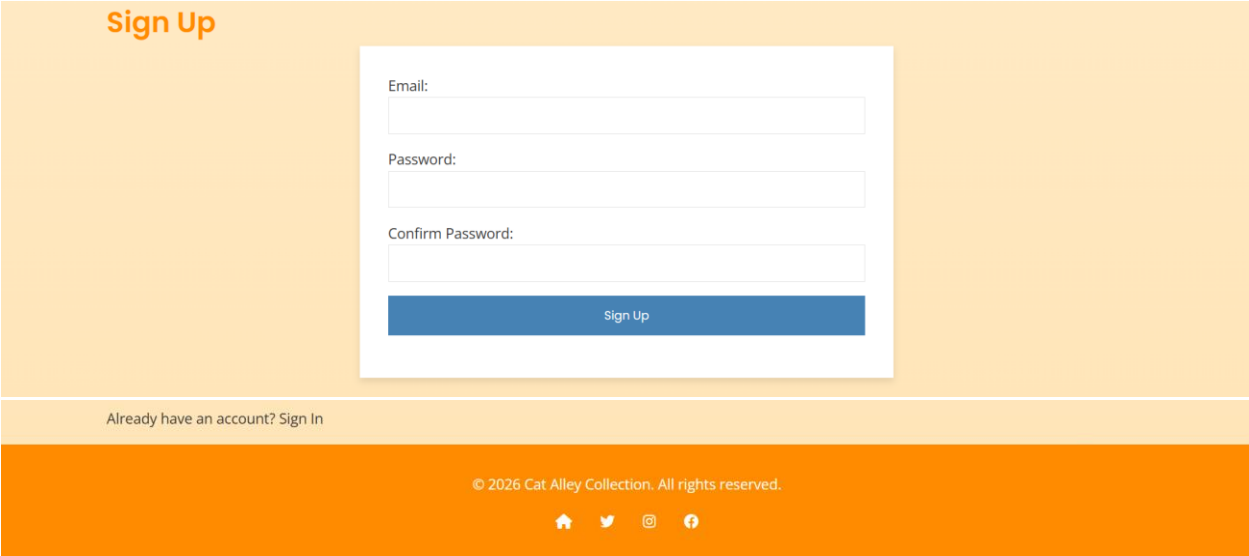 Sign Up
Email:
Password:
Confirm Password:
Sign Up
Already have an account? Sign In
© 2026 Cat Alley Collection. All rights reserved.